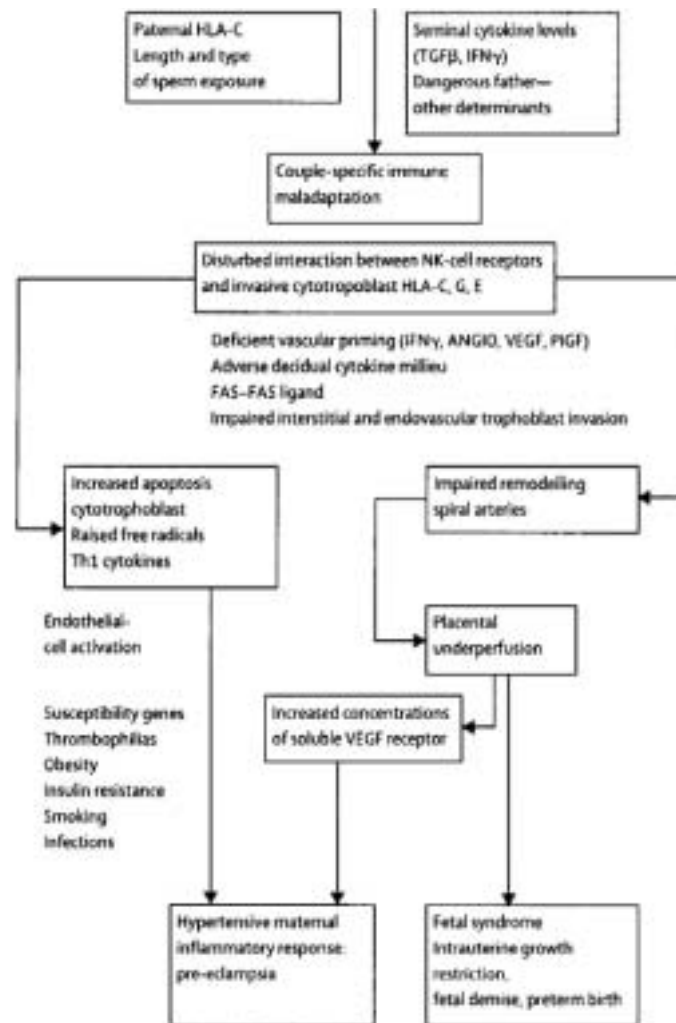 Paternal HLA-C
Length and type
of sperm exposure
Seminal cytokine levels
(TGFβ, IFNγ)
Dangerous father—
other determinants
Couple-specific immune
maladaptation
Disturbed interaction between NK-cell receptors
and invasive cytotropoblast HLA-C, G, E
Deficient vascular priming (IFNγ, ANGIO, VEGF, PlGF)
Adverse decidual cytokine millieu
FAS–FAS ligand
Impaired interstitial and endovascular trophoblast invasion
Increased apoptosis
cytotrophoblast
Raised free radicals
Th1 cytokines
Impaired remodelling
spiral arteries
Endothelial-
cell activation
Placental
underperfusion
Susceptibility genes
Thrombophilias
Obesity
Insulin resistance
Smoking
Infections
Increased concentrations
of soluble VEGF receptor
Hypertensive maternal
inflammatory response:
pre-eclampsia
Fetal syndrome
Intrauterine growth
restriction,
fetal demise, preterm birth